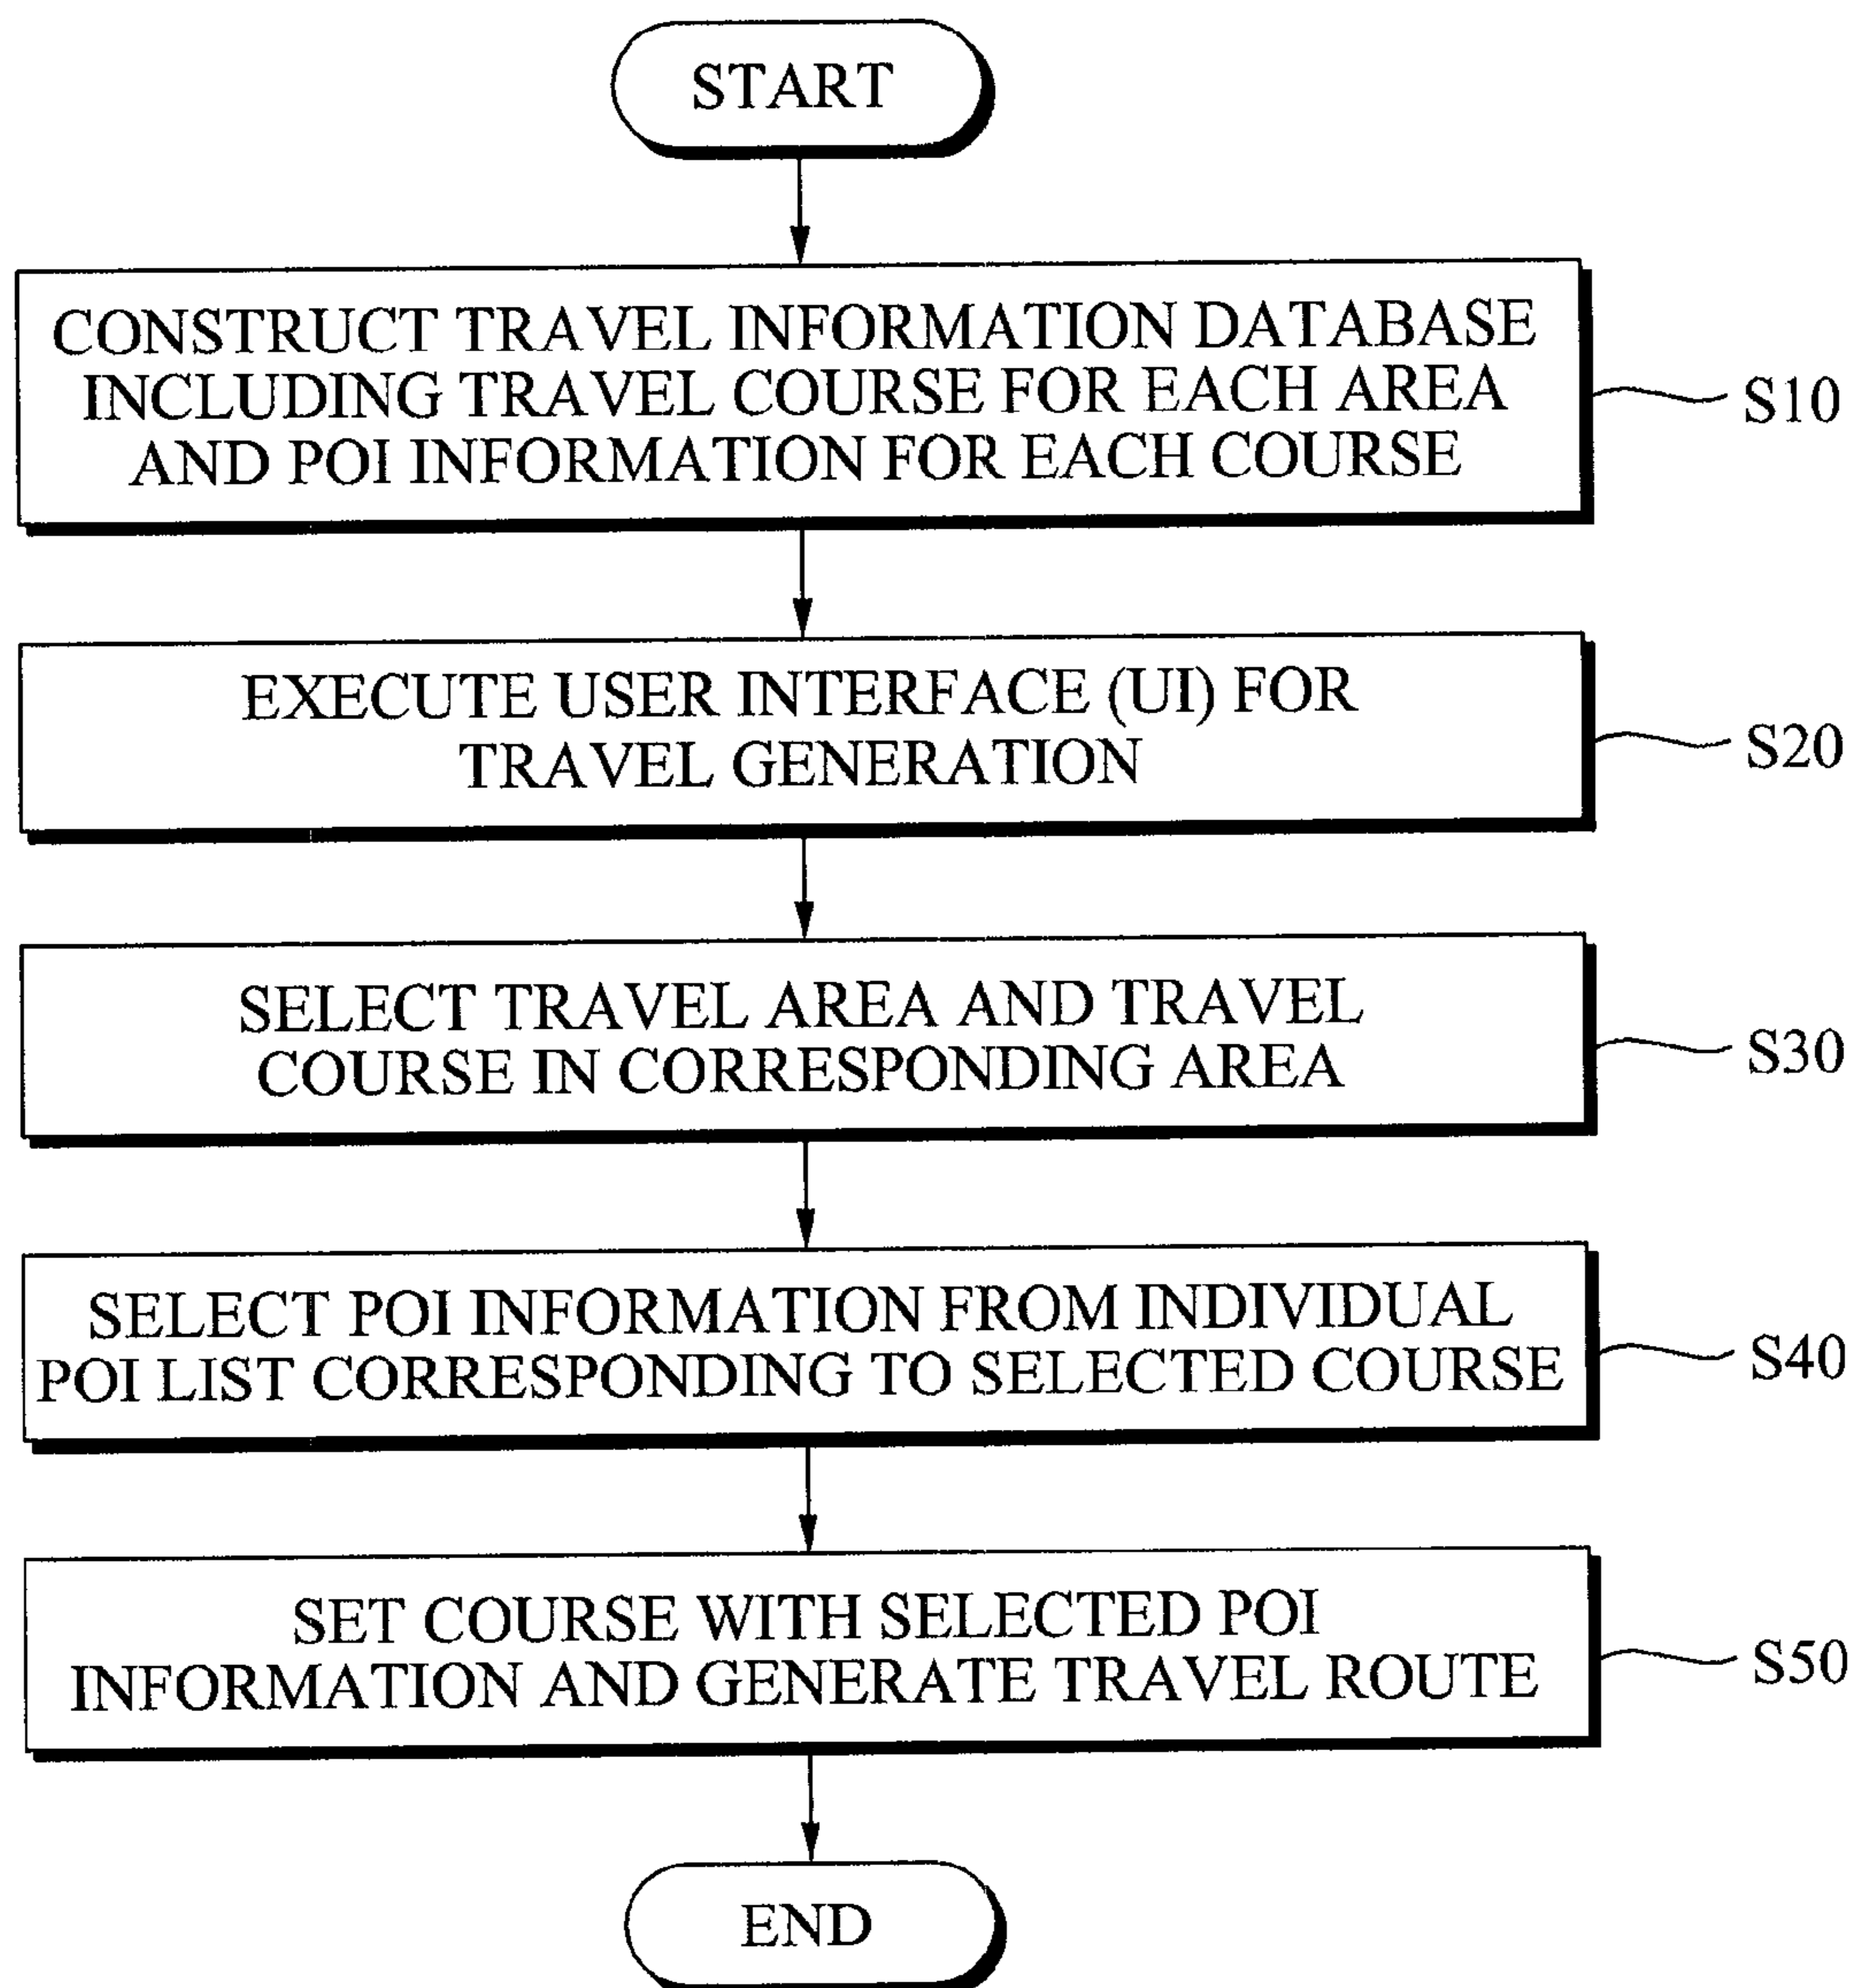 START
CONSTRUCT TRAVEL INFORMATION DATABASE
INCLUDING TRAVEL COURSE FOR EACH AREA
AND POI INFORMATION FOR EACH COURSE
S10
EXECUTE USER INTERFACE (UI) FOR
TRAVEL GENERATION
S20
SELECT TRAVEL AREA AND TRAVEL
COURSE IN CORRESPONDING AREA
S30
SELECT POI INFORMATION FROM INDIVIDUAL
POI LIST CORRESPONDING TO SELECTED COURSE
S40
SET COURSE WITH SELECTED POI
INFORMATION AND GENERATE TRAVEL ROUTE
S50
END